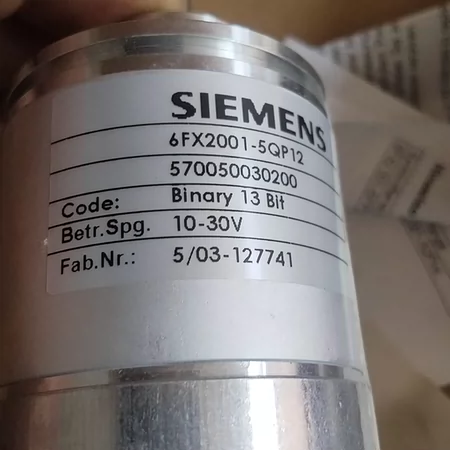 SIEMENS
6FX2001-5QP12
570050030200
Code: Binary 13 Bit
Betr.Spg. 10-30V
Fab.Nr.: 5/03-127741